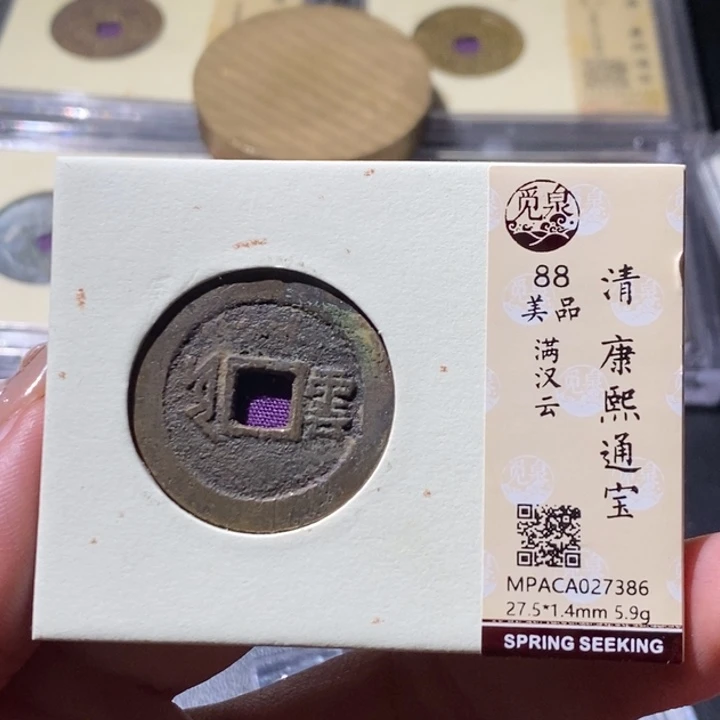 觅泉
88
美品
满汉云
清 康熙通宝
MPACA027386
27.5*1.4mm 5.9g
SPRING SEEKING
雲